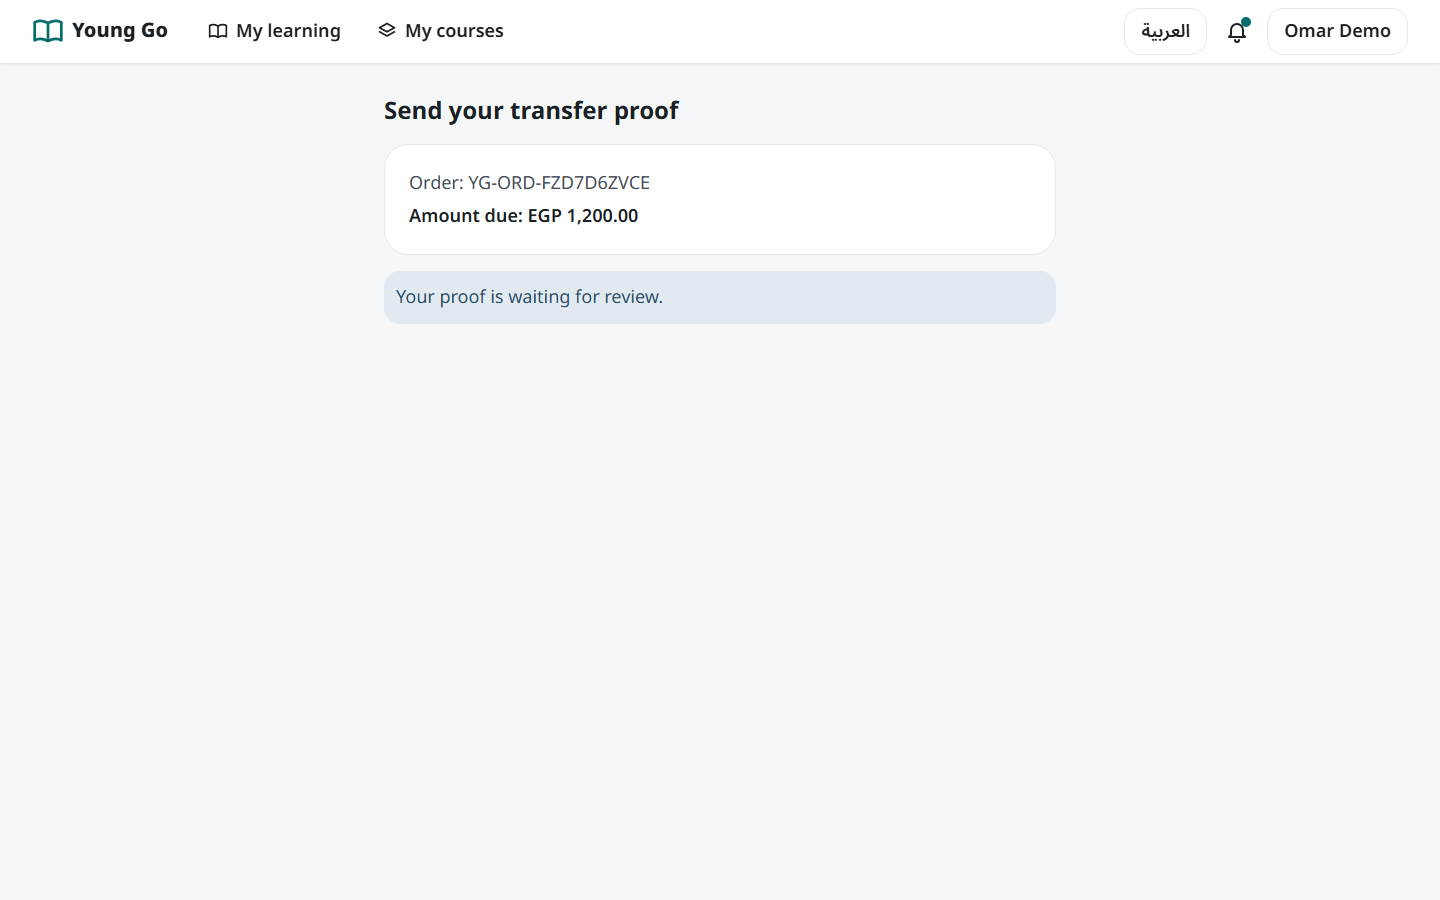 Young Go
My learning
My courses
العربية
Omar Demo
Send your transfer proof
Order: YG-ORD-FZD7D6ZVCE
Amount due: EGP 1,200.00
Your proof is waiting for review.